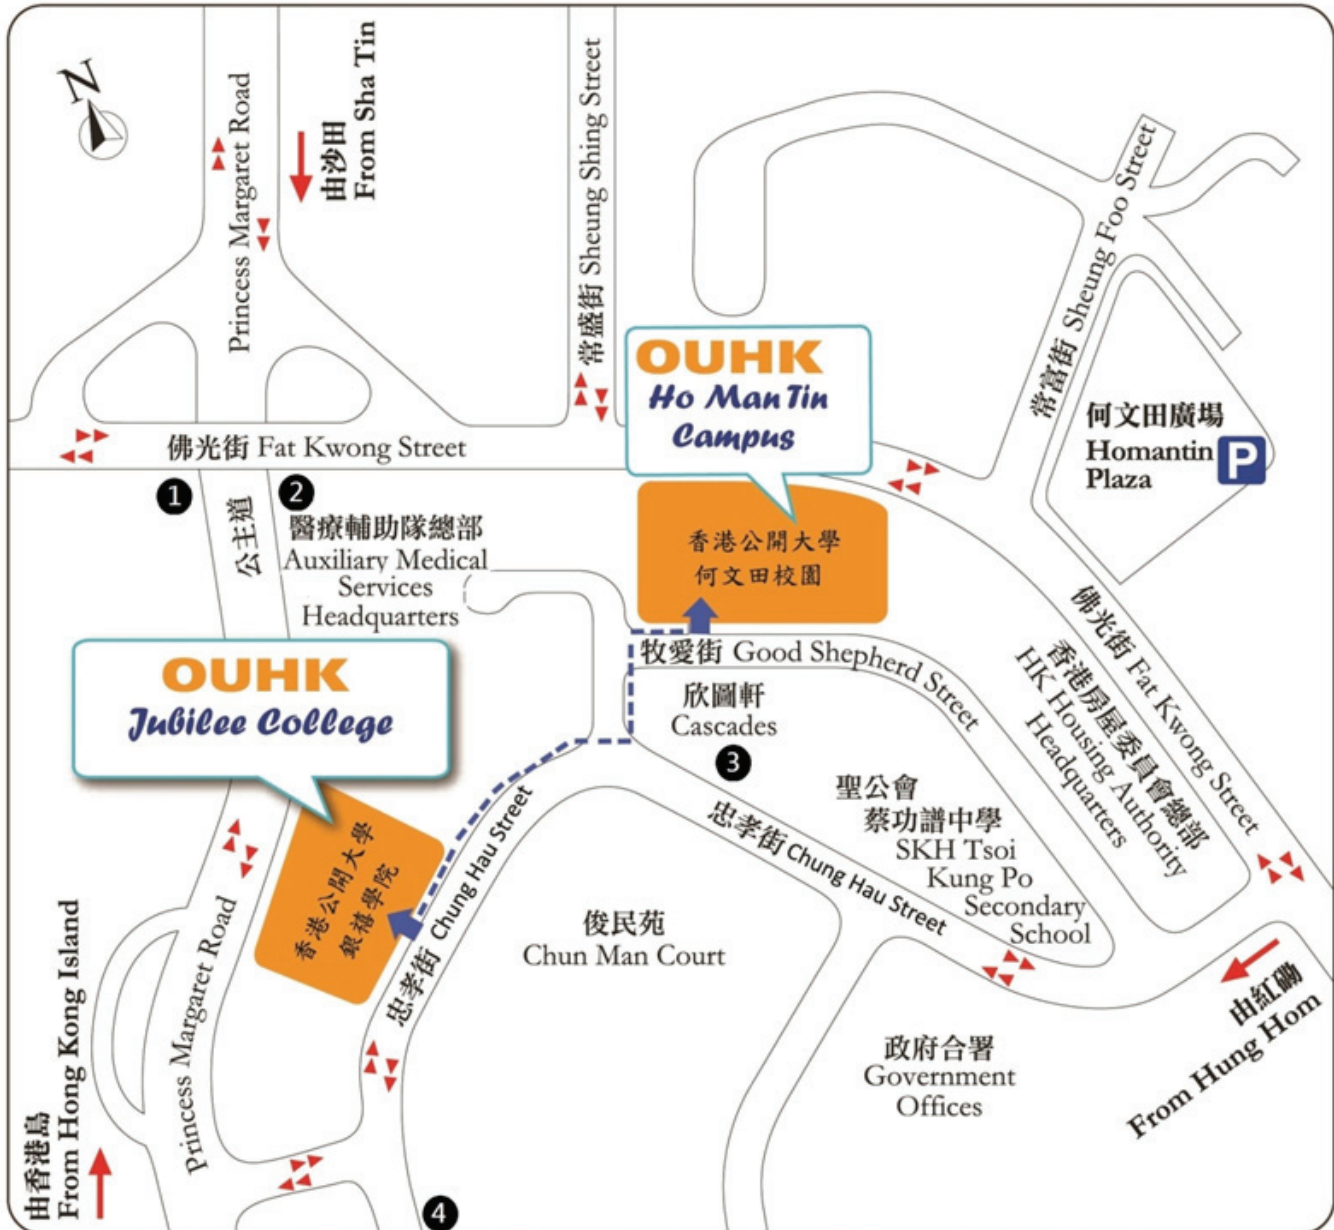 N
Princess Margaret Road
由沙田
From Sha Tin
常盛街 Sheung Shing Street
常富街 Sheung Foo Street
OUHK
Ho Man Tin
Campus
何文田廣場
Homantin
Plaza
P
佛光街 Fat Kwong Street
1
2
公主道
醫療輔助隊總部
Auxiliary Medical
Services
Headquarters
香港公開大學
何文田校園
佛光街 Fat Kwong Street
香港房屋委員會總部
HK Housing Authority
Headquarters
牧愛街 Good Shepherd Street
欣圖軒
Cascades
3
OUHK
Jubilee College
香港公開大學
銀禧學院
忠孝街 Chung Hau Street
忠孝街 Chung Hau Street
聖公會
蔡功譜中學
SKH Tsoi
Kung Po
Secondary
School
俊民苑
Chun Man Court
Princess Margaret Road
由香港島
From Hong Kong Island
政府合署
Government
Offices
由紅磡
From Hung Hom
4